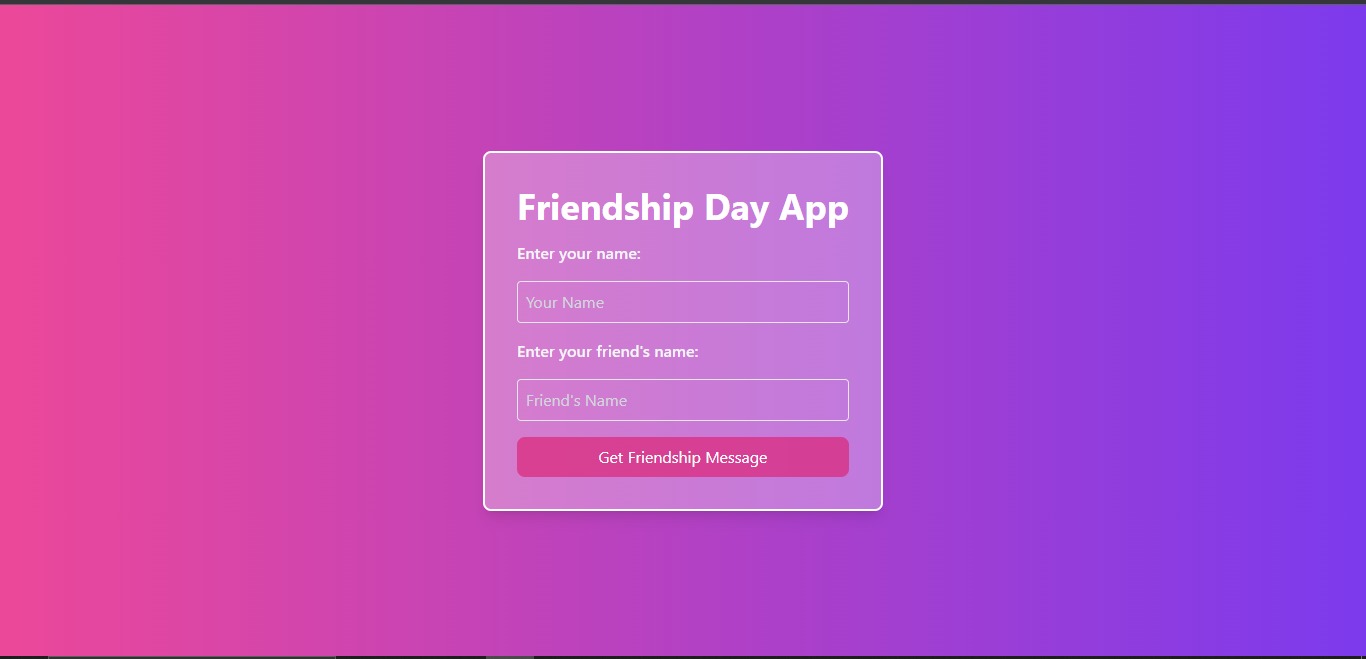 Friendship Day App
Enter your name:
Your Name
Enter your friend's name:
Friend's Name
Get Friendship Message